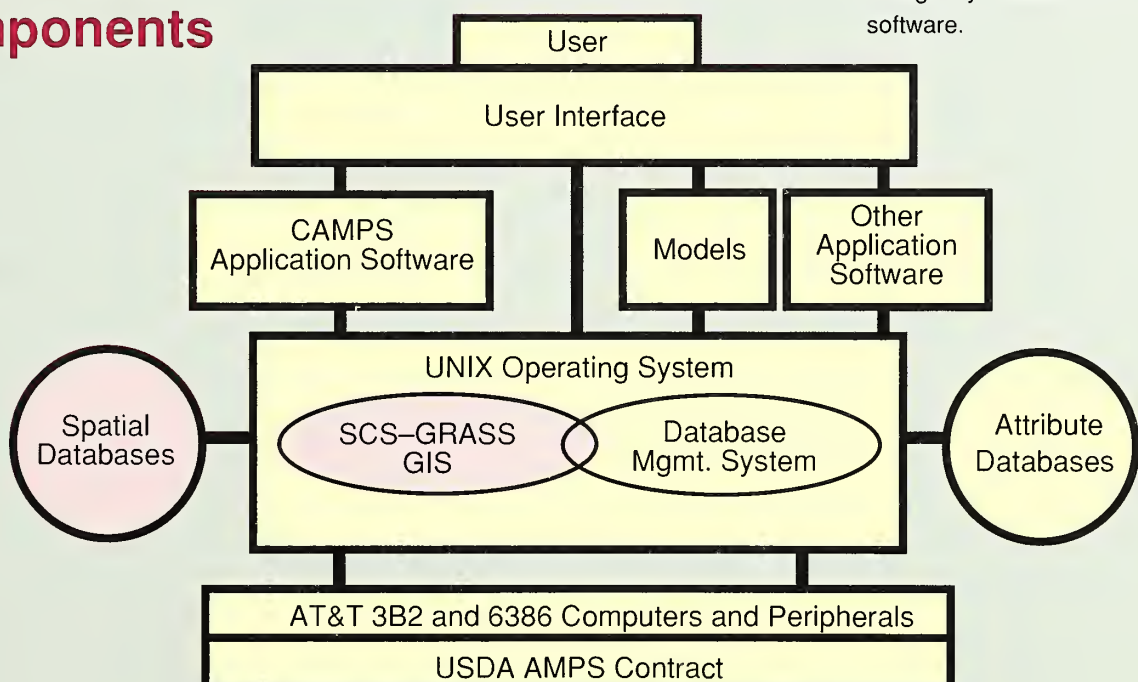 software.
User
User Interface
CAMPS
Application Software
Models
Other
Application
Software
UNIX Operating System
Spatial
Databases
SCS–GRASS
GIS
Database
Mgmt. System
Attribute
Databases
AT&T 3B2 and 6386 Computers and Peripherals
USDA AMPS Contract